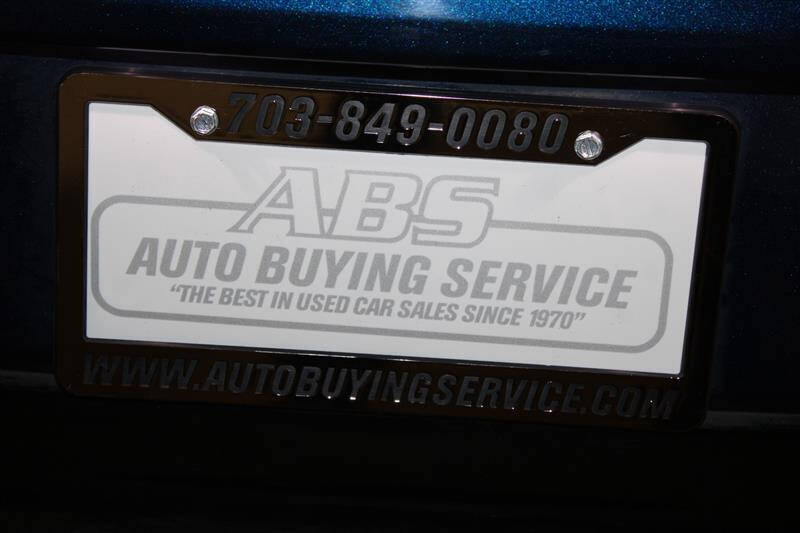 703-849-0080
ABS
AUTO BUYING SERVICE
"THE BEST IN USED CAR SALES SINCE 1970"
WWW.AUTOBUYINGSERVICE.COM